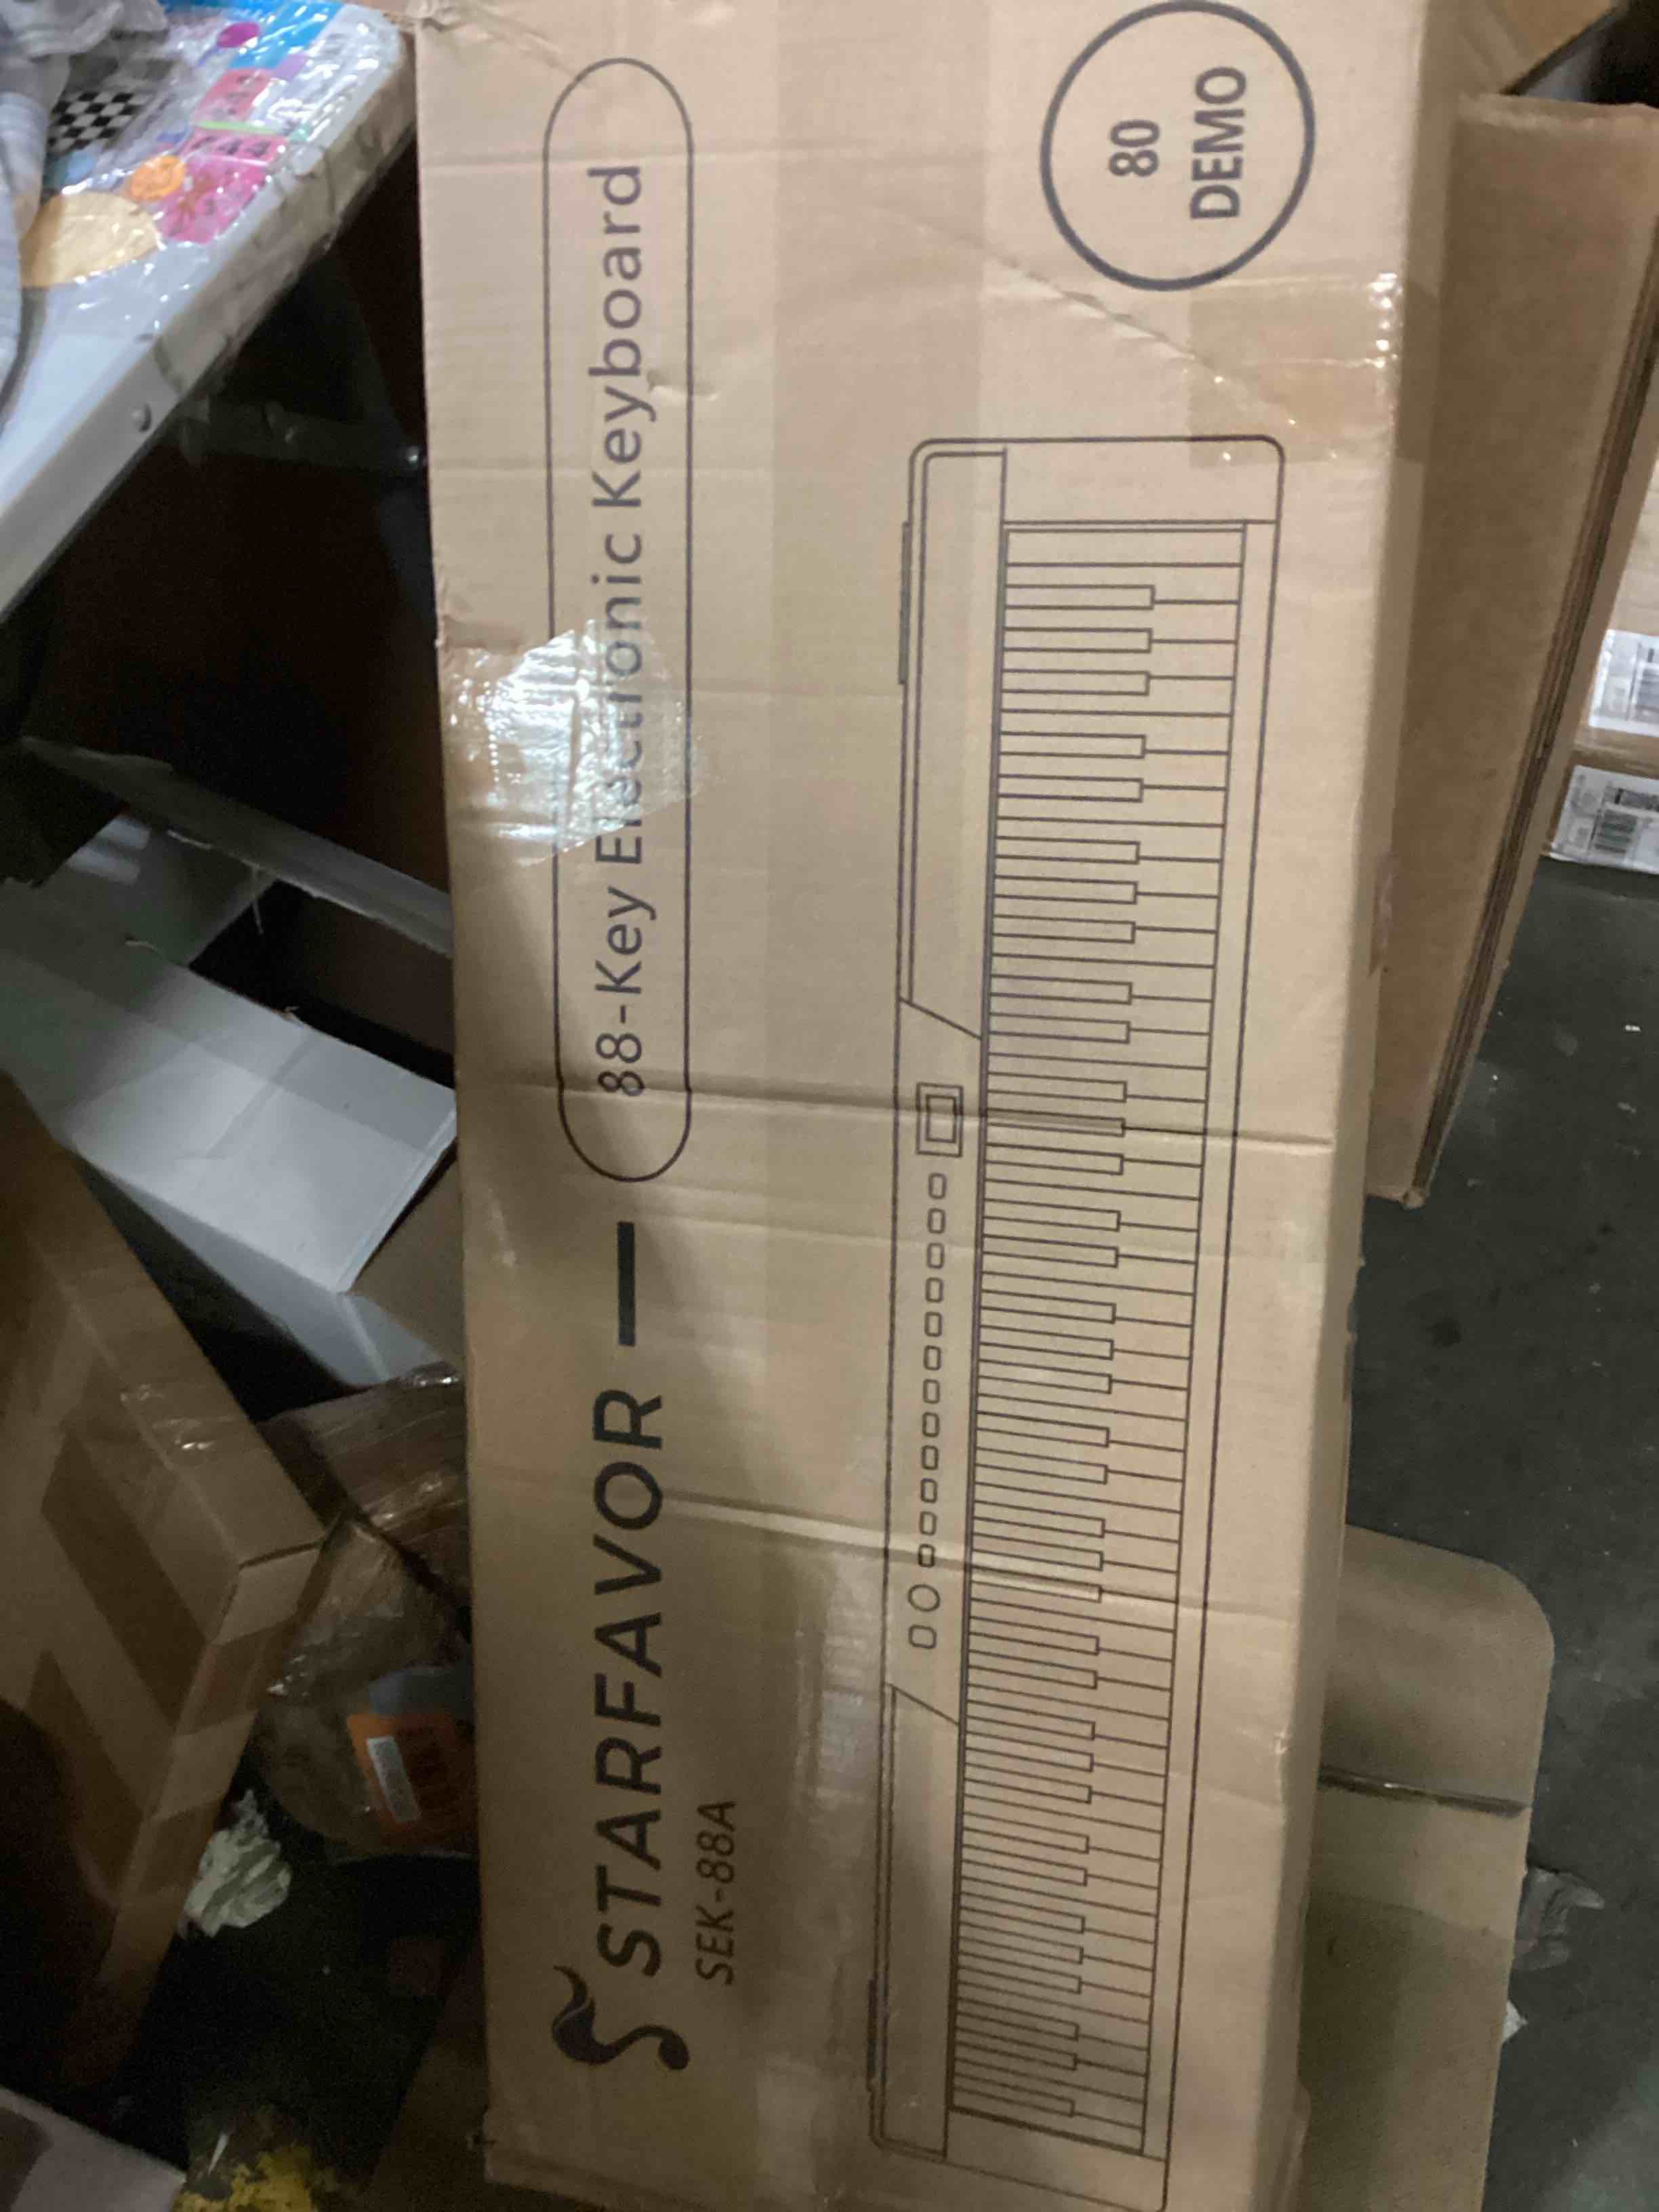 STARFAVOR — 88-Key Electronic Keyboard
SEK-88A
80
DEMO